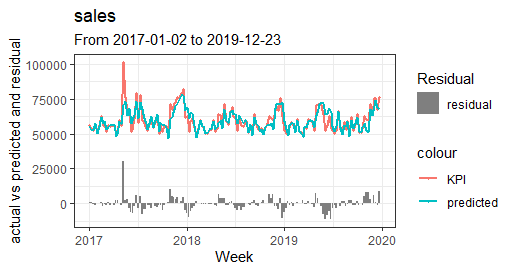 sales
From 2017-01-02 to 2019-12-23
actual vs predicted and residual
100000
75000
50000
25000
0
2017
2018
2019
2020
Week
Residual
residual
colour
KPI
predicted